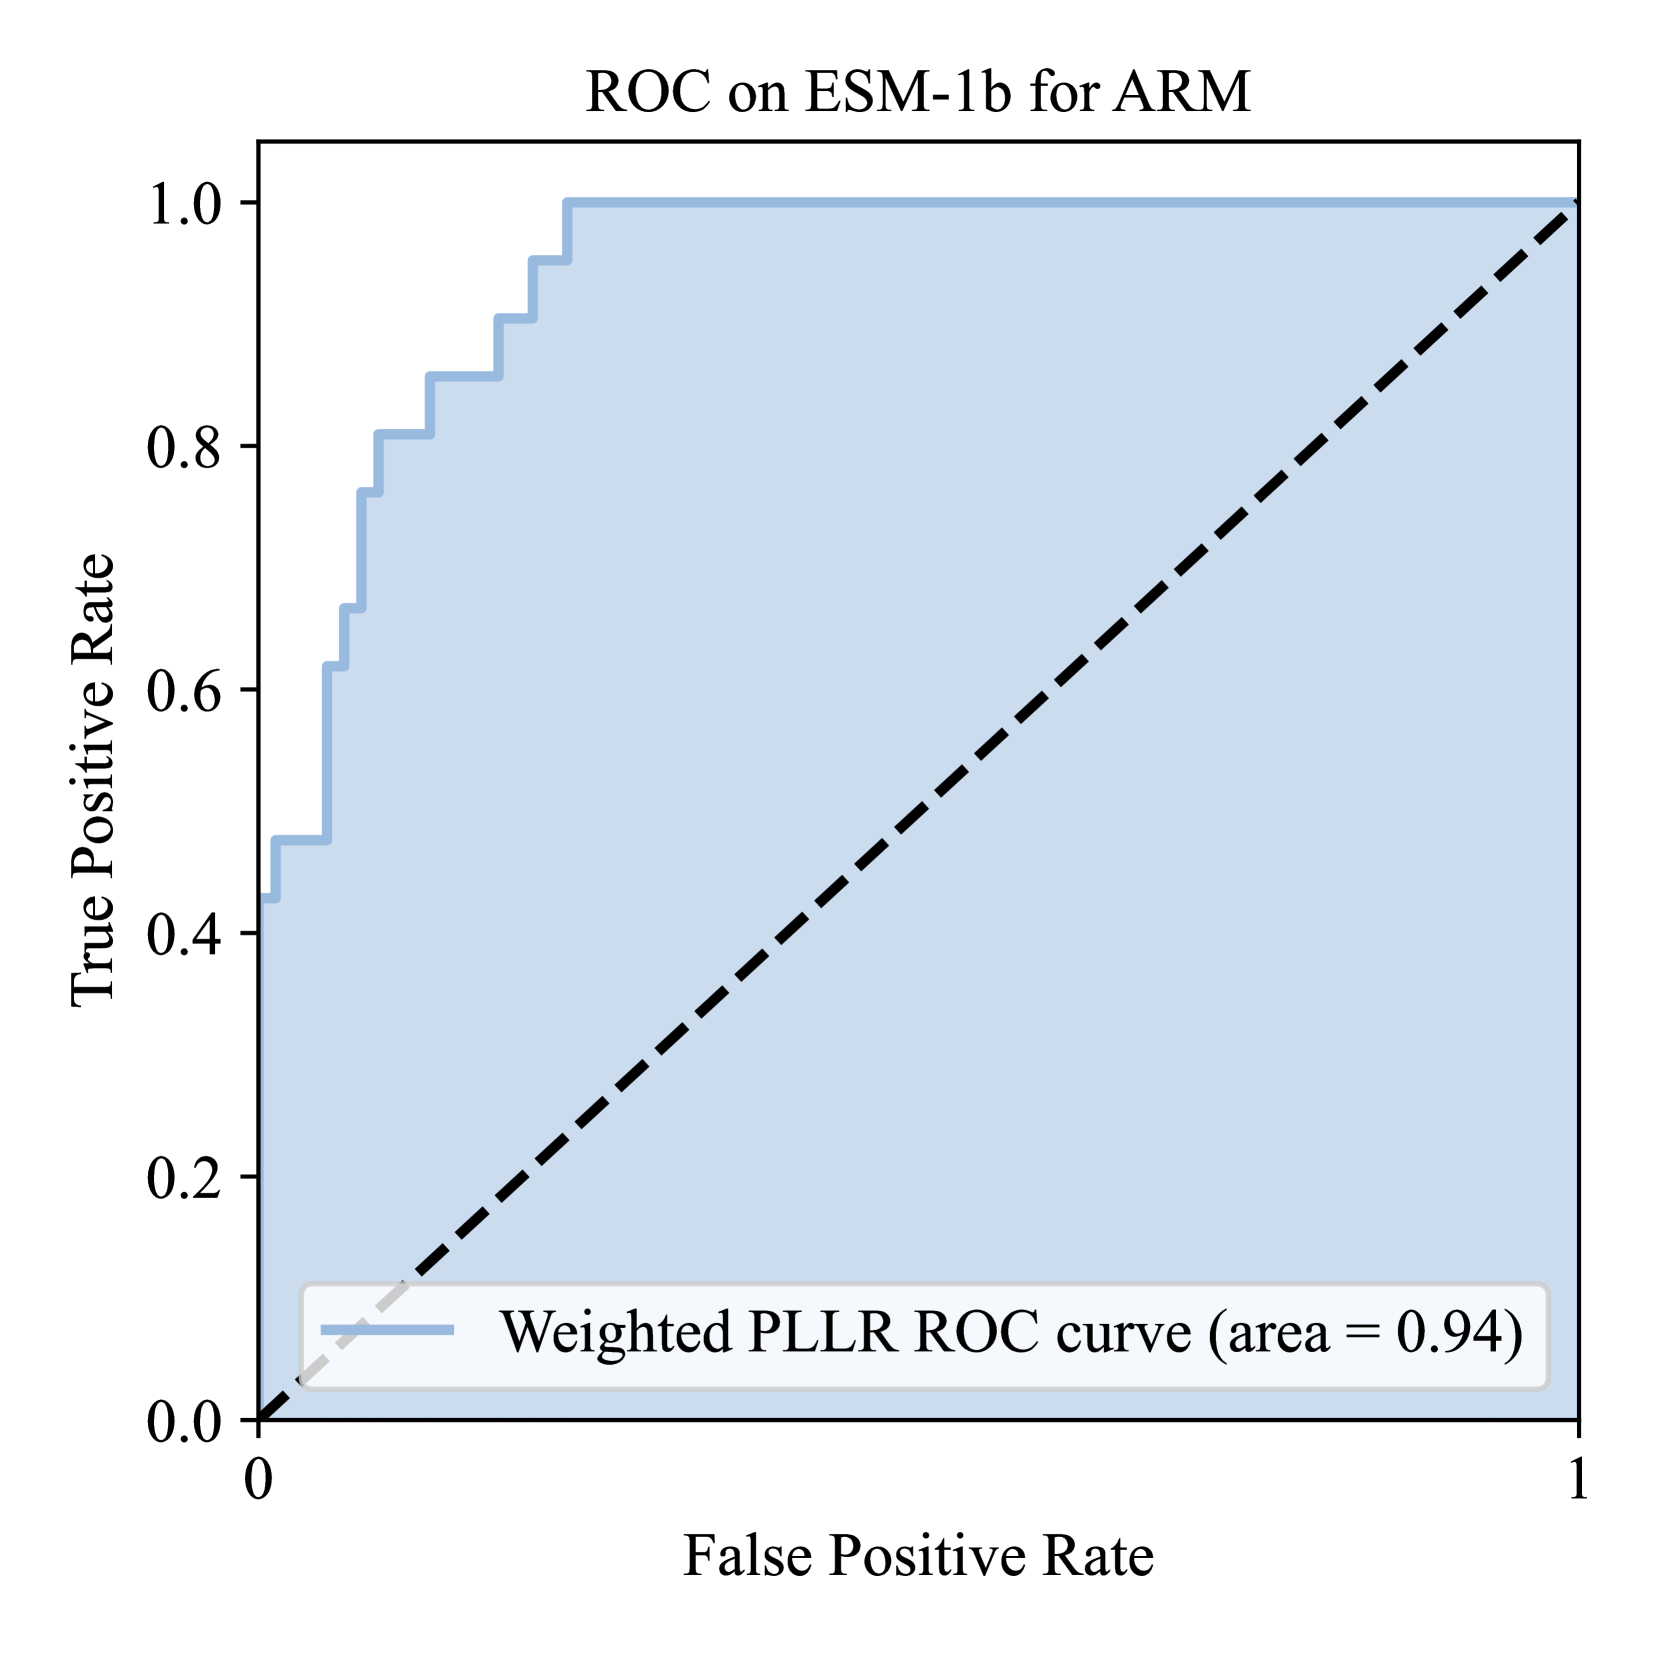 ROC on ESM-1b for ARM
1.0
0.8
0.6
0.4
0.2
0.0
True Positive Rate
Weighted PLLR ROC curve (area = 0.94)
0 1
False Positive Rate